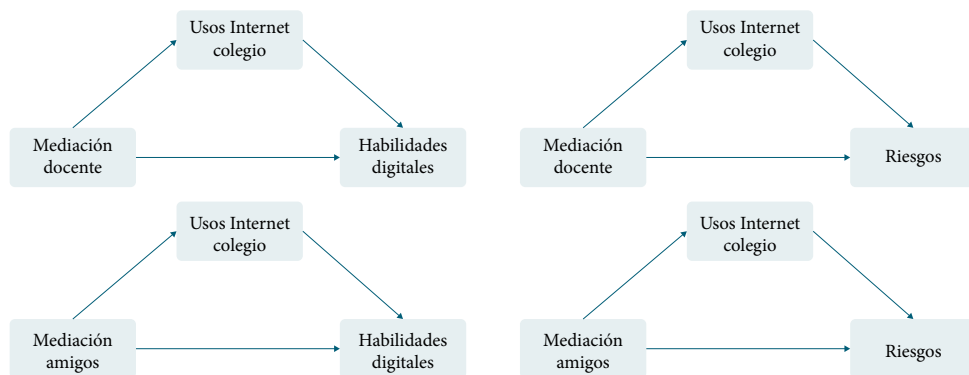 Usos Internet
colegio
Mediación
docente
Habilidades
digitales
Usos Internet
colegio
Mediación
docente
Riesgos
Usos Internet
colegio
Mediación
amigos
Habilidades
digitales
Usos Internet
colegio
Mediación
amigos
Riesgos